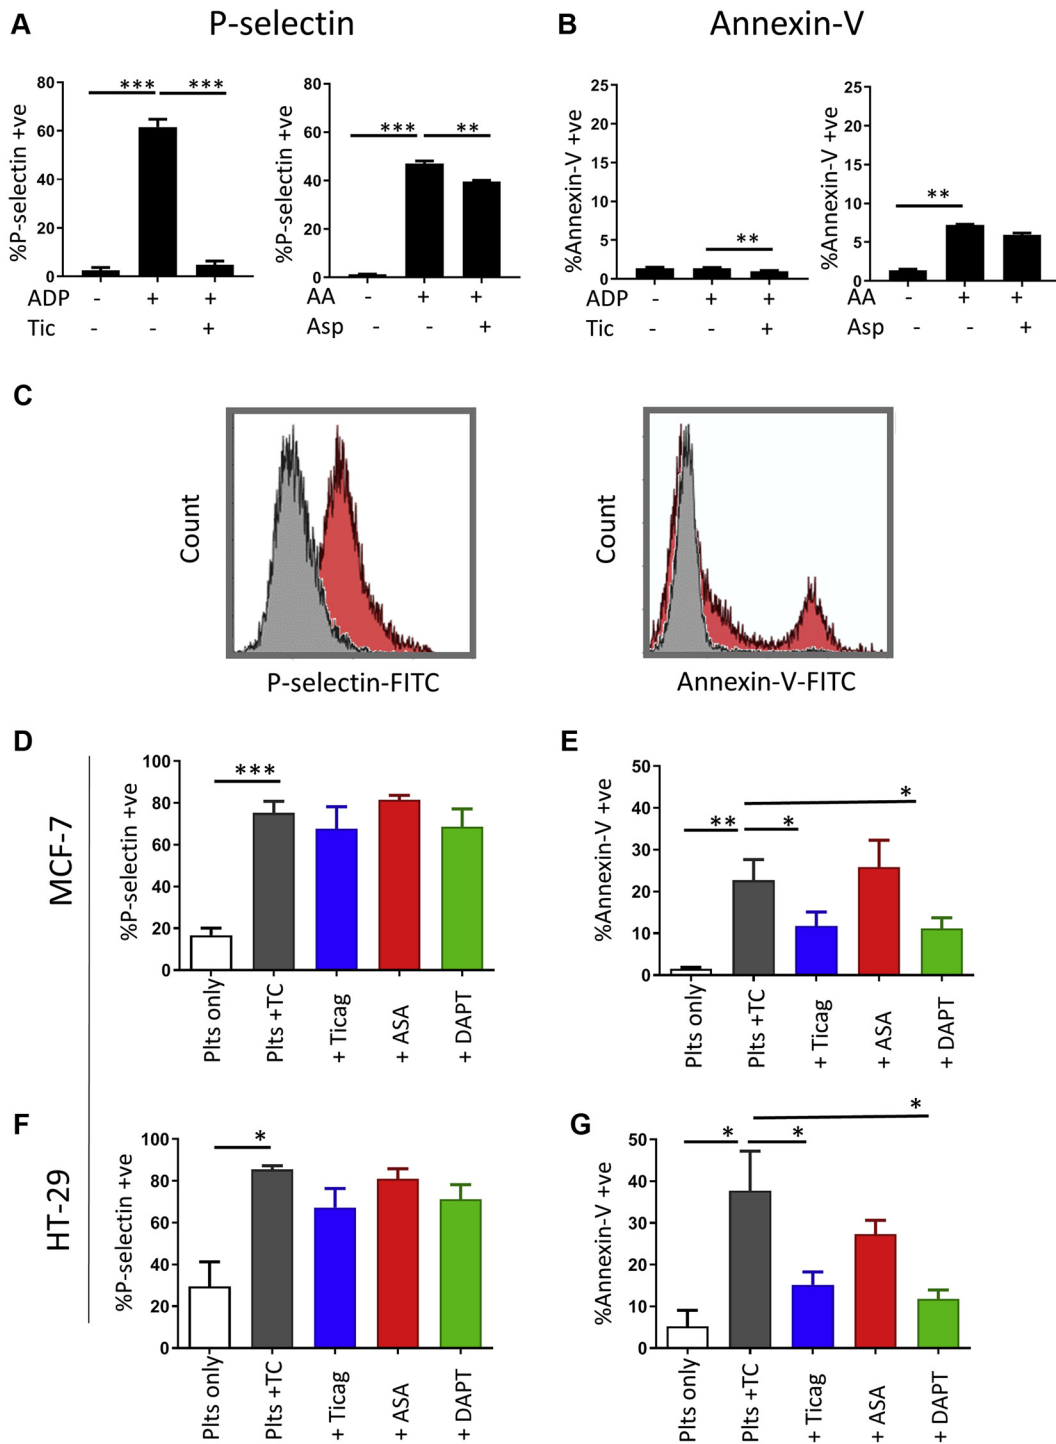 A P-selectin
B Annexin-V
%P-selectin +ve
80
60
40
20
0
*** ***
ADP - + +
Tic - - +
%P-selectin +ve
80
60
40
20
0
*** **
AA - + +
Asp - - +
%Annexin-V +ve
25
20
15
10
5
0
**
ADP - + +
Tic - - +
%Annexin-V +ve
25
20
15
10
5
0
**
AA - + +
Asp - - +
C
Count
P-selectin-FITC
Count
Annexin-V-FITC
MCF-7
D
%P-selectin +ve
100
80
60
40
20
0
***
Plts only
Plts +TC
+ Ticag
+ ASA
+ DAPT
E
%Annexin-V +ve
50
40
30
20
10
0
** * *
Plts only
Plts +TC
+ Ticag
+ ASA
+ DAPT
HT-29
F
%P-selectin +ve
100
80
60
40
20
0
*
Plts only
Plts +TC
+ Ticag
+ ASA
+ DAPT
G
%Annexin-V +ve
50
40
30
20
10
0
* * *
Plts only
Plts +TC
+ Ticag
+ ASA
+ DAPT